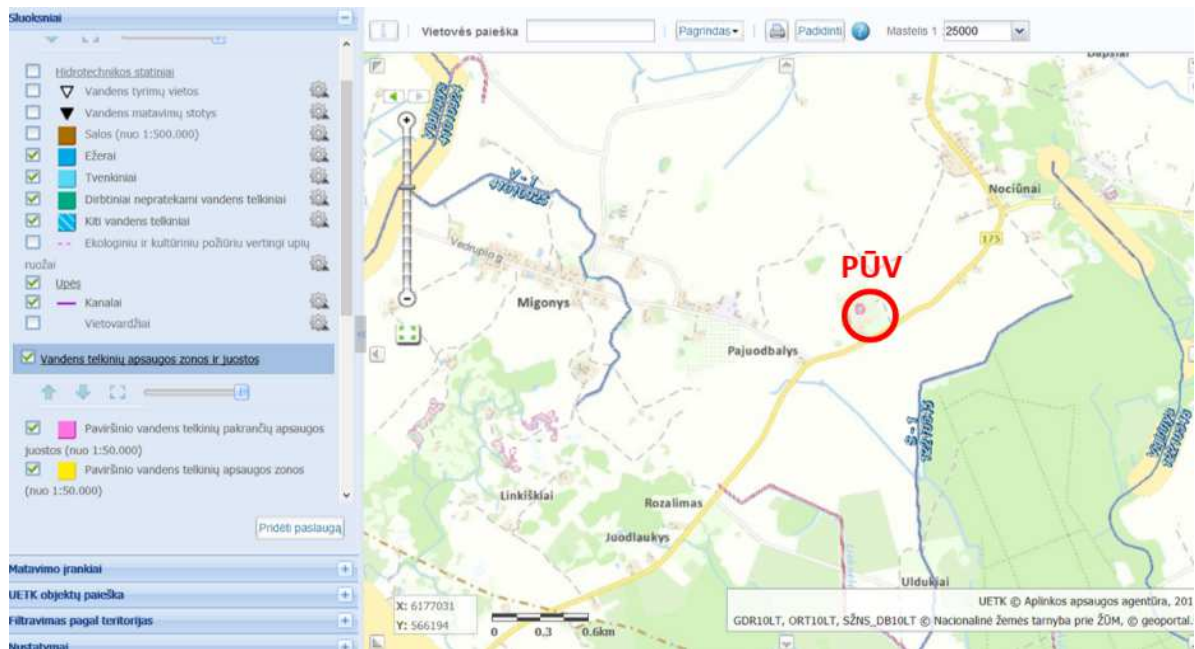 Sluoksniai
Hidrotechnikos statiniai
Vandens tyrimų vietos
Vandens matavimų stotys
Salos (nuo 1:500.000)
Ežerai
Tvenkiniai
Dirbtiniai nepratekami vandens telkiniai
Kiti vandens telkiniai
Ekologiniu ir kultūriniu požiūriu vertingi upių
ruožai
Upės
Kanalai
Vietovardžiai
Vandens telkinių apsaugos zonos ir juostos
Paviršinio vandens telkinių pakrančių apsaugos
juostos (nuo 1:50.000)
Paviršinio vandens telkinių apsaugos zonos
(nuo 1:50.000)
Pridėti paslaugą
Matavimo įrankiai
UETK objektų paieška
Filtravimas pagal teritorijas
Nustatymai
Vietovės paieška
Pagrindas
Padidinti
Mastelis 1: 25000
V - 1
41010925
Nociūnai
175
Vedrupio g.
PŪV
Migonys
Pajuodbalys
S - 1
Linkiškiai
Rozalimas
Juodlaukys
Uldukiai
X: 6177031
Y: 566194
0 0.3 0.6km
UETK © Aplinkos apsaugos agentūra, 201
GDR10LT, ORT10LT, SŽNS_DB10LT © Nacionalinė žemės tarnyba prie ŽŪM, © geoportal.